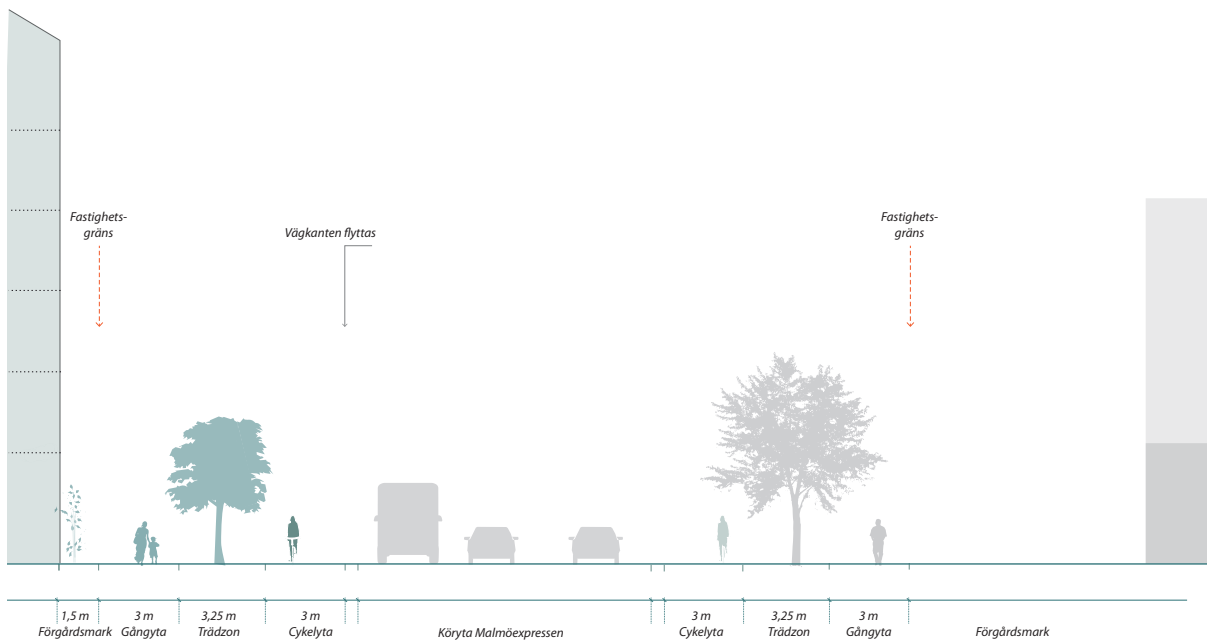 Fastighets-
gräns
Vägkanten flyttas
Fastighets-
gräns
1,5 m
Förgårdsmark
3 m
Gångyta
3,25 m
Trädzon
3 m
Cykelyta
Köryta Malmöexpressen
3 m
Cykelyta
3,25 m
Trädzon
3 m
Gångyta
Förgårdsmark